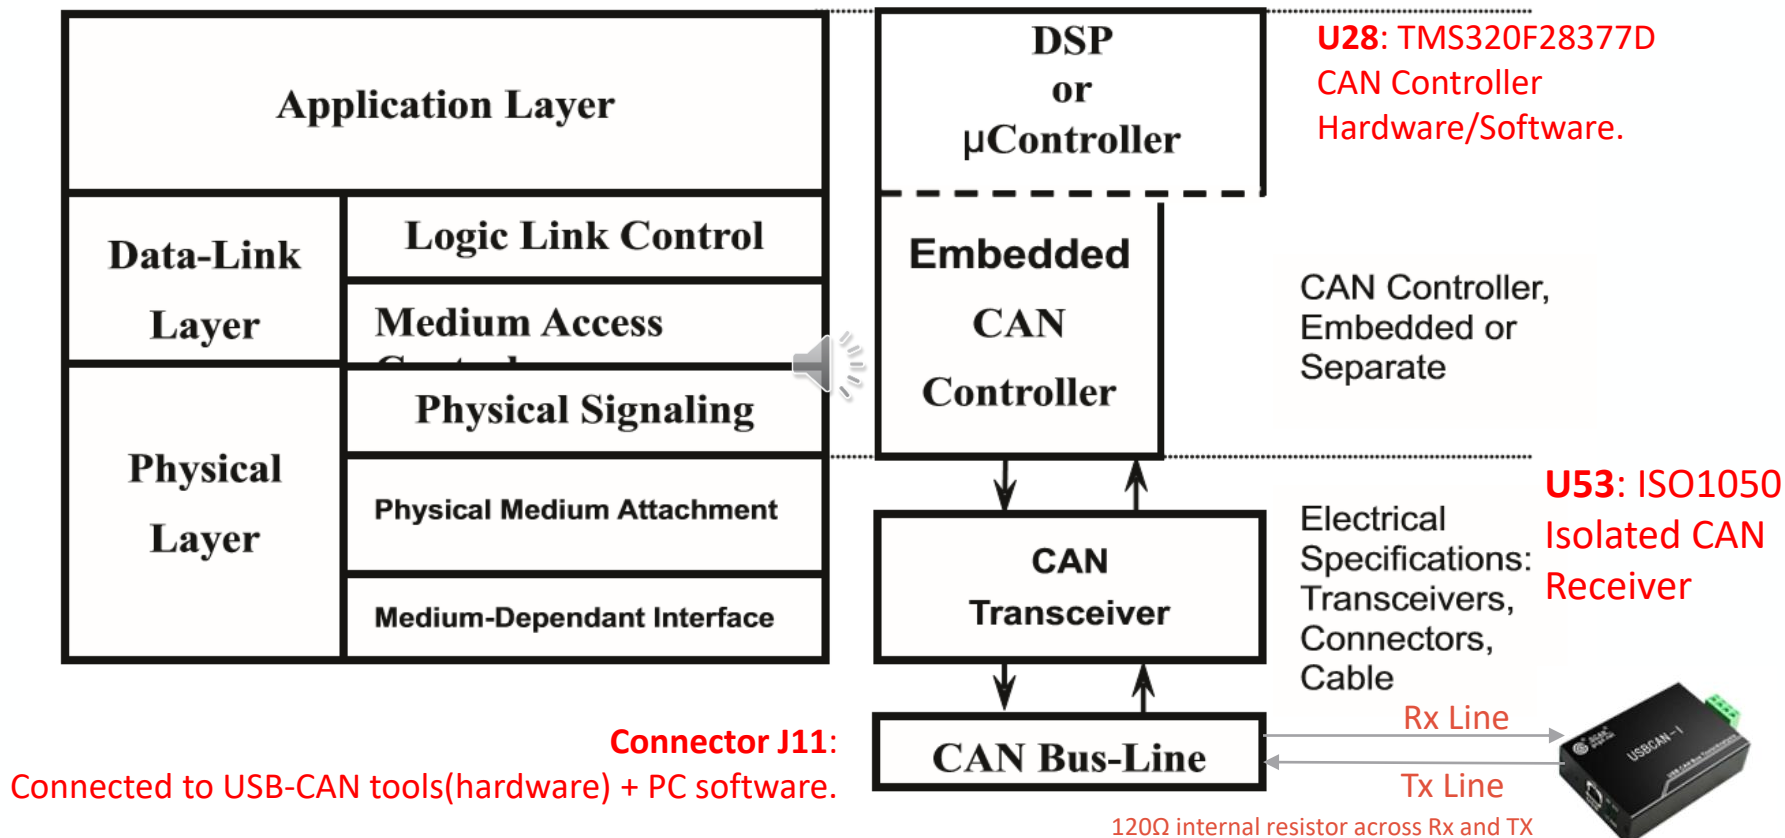 Application Layer
Data-Link
Layer
Logic Link Control
Medium Access
Physical
Layer
Physical Signaling
Physical Medium Attachment
Medium-Dependant Interface
DSP
or
µController
Embedded
CAN
Controller
CAN
Transceiver
CAN Bus-Line
U28: TMS320F28377D
CAN Controller
Hardware/Software.
CAN Controller,
Embedded or
Separate
Electrical
Specifications:
Transceivers,
Connectors,
Cable
U53: ISO1050
Isolated CAN
Receiver
Connector J11:
Connected to USB-CAN tools(hardware) + PC software.
Rx Line
Tx Line
120Ω internal resistor across Rx and TX
USBCAN-I